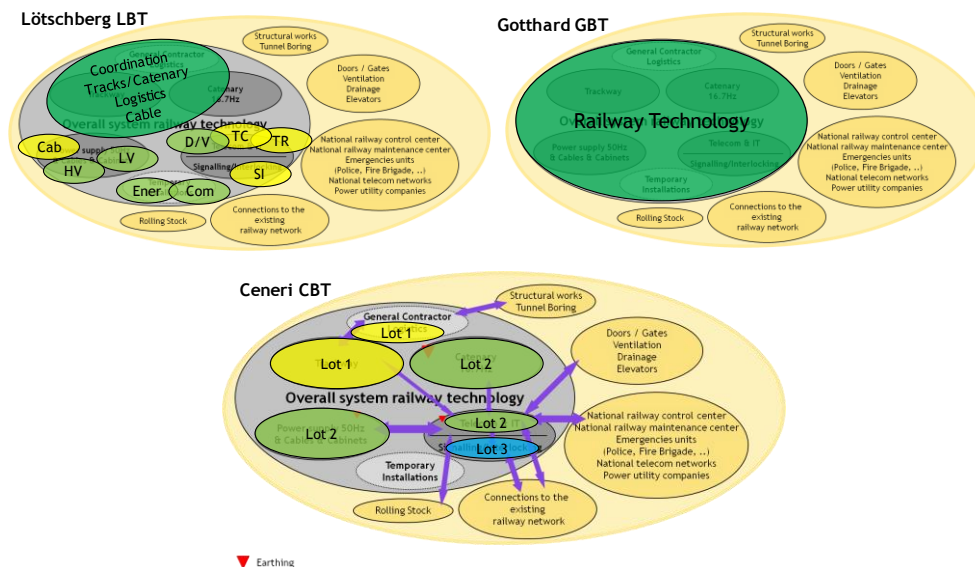 Lötschberg LBT
Structural works
Tunnel Boring
General Contractor
Logistics
Coordination
Tracks/Catenary
Logistics
Cable
Trackway
Catenary
16.7Hz
Doors / Gates
Ventilation
Drainage
Elevators
Overall system railway technology
D/V
TC
TR
Cab
LV
HV
Signalling/Interlocking
SI
Ener
Com
National railway control center
National railway maintenance center
Emergencies units
(Police, Fire Brigade, ..)
National telecom networks
Power utility companies
Rolling Stock
Connections to the
existing
railway network
Gotthard GBT
Structural works
Tunnel Boring
General Contractor
Logistics
Trackway
Catenary
16.7Hz
Doors / Gates
Ventilation
Drainage
Elevators
Railway Technology
Power supply 50Hz
& Cables & Cabinets
Telecom & IT
Signalling/Interlocking
Temporary
Installations
National railway control center
National railway maintenance center
Emergencies units
(Police, Fire Brigade, ..)
National telecom networks
Power utility companies
Rolling Stock
Connections to the
existing
railway network
Ceneri CBT
Structural works
Tunnel Boring
General Contractor
Lot 1
Lot 1
Lot 2
Doors / Gates
Ventilation
Drainage
Elevators
Overall system railway technology
Power supply 50Hz
& Cables & Cabinets
Lot 2
Lot 2
Lot 3
Temporary
Installations
National railway control center
National railway maintenance center
Emergencies units
(Police, Fire Brigade, ..)
National telecom networks
Power utility companies
Rolling Stock
Connections to the
existing
railway network
Earthing